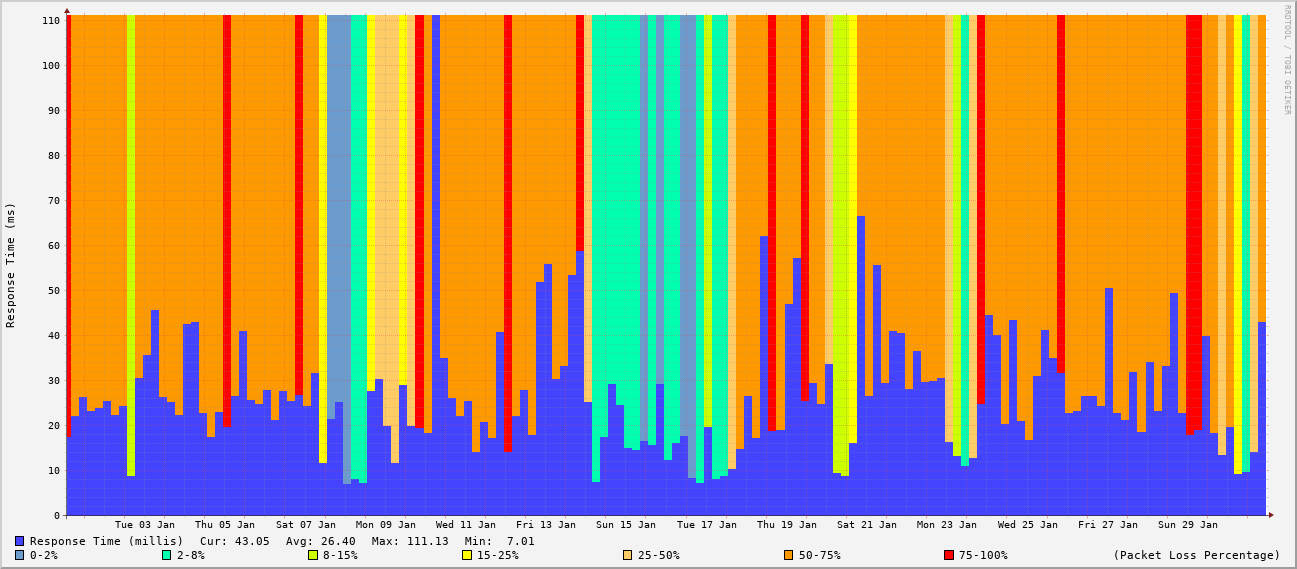 110
100
90
80
70
60
50
40
30
20
10
0
Response Time (ms)
RRDTOOL / TOBI OETIKER
Tue 03 Jan Thu 05 Jan Sat 07 Jan Mon 09 Jan Wed 11 Jan Fri 13 Jan Sun 15 Jan Tue 17 Jan Thu 19 Jan Sat 21 Jan Mon 23 Jan Wed 25 Jan Fri 27 Jan Sun 29 Jan
Response Time (millis) Cur: 43.05 Avg: 26.40 Max: 111.13 Min: 7.01
0-2% 2-8% 8-15% 15-25% 25-50% 50-75% 75-100% (Packet Loss Percentage)